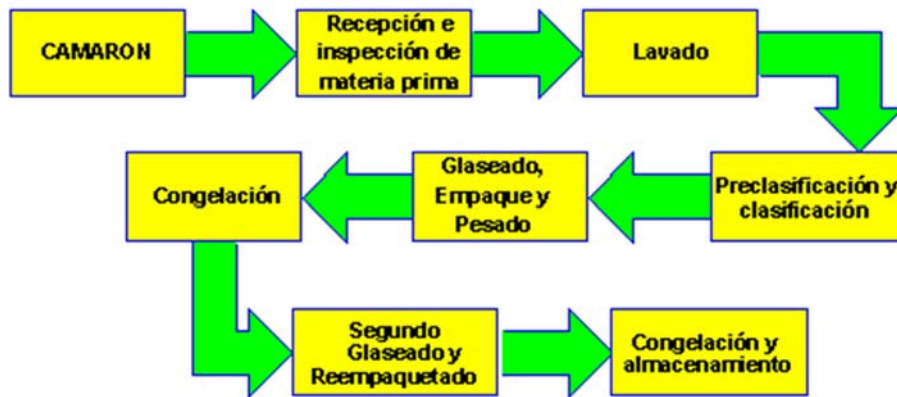 CAMARON
Recepción e
inspección de
materia prima
Lavado
Preclasificación y
clasificación
Glaseado,
Empaque y
Pesado
Congelación
Segundo
Glaseado y
Reempaquetado
Congelación y
almacenamiento